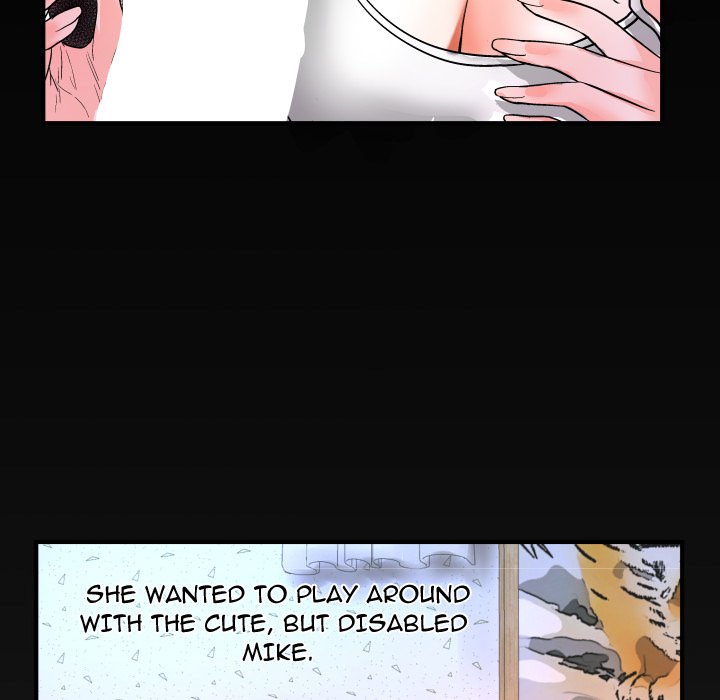 SHE WANTED TO PLAY AROUND
WITH THE CUTE, BUT DISABLED
MIKE.